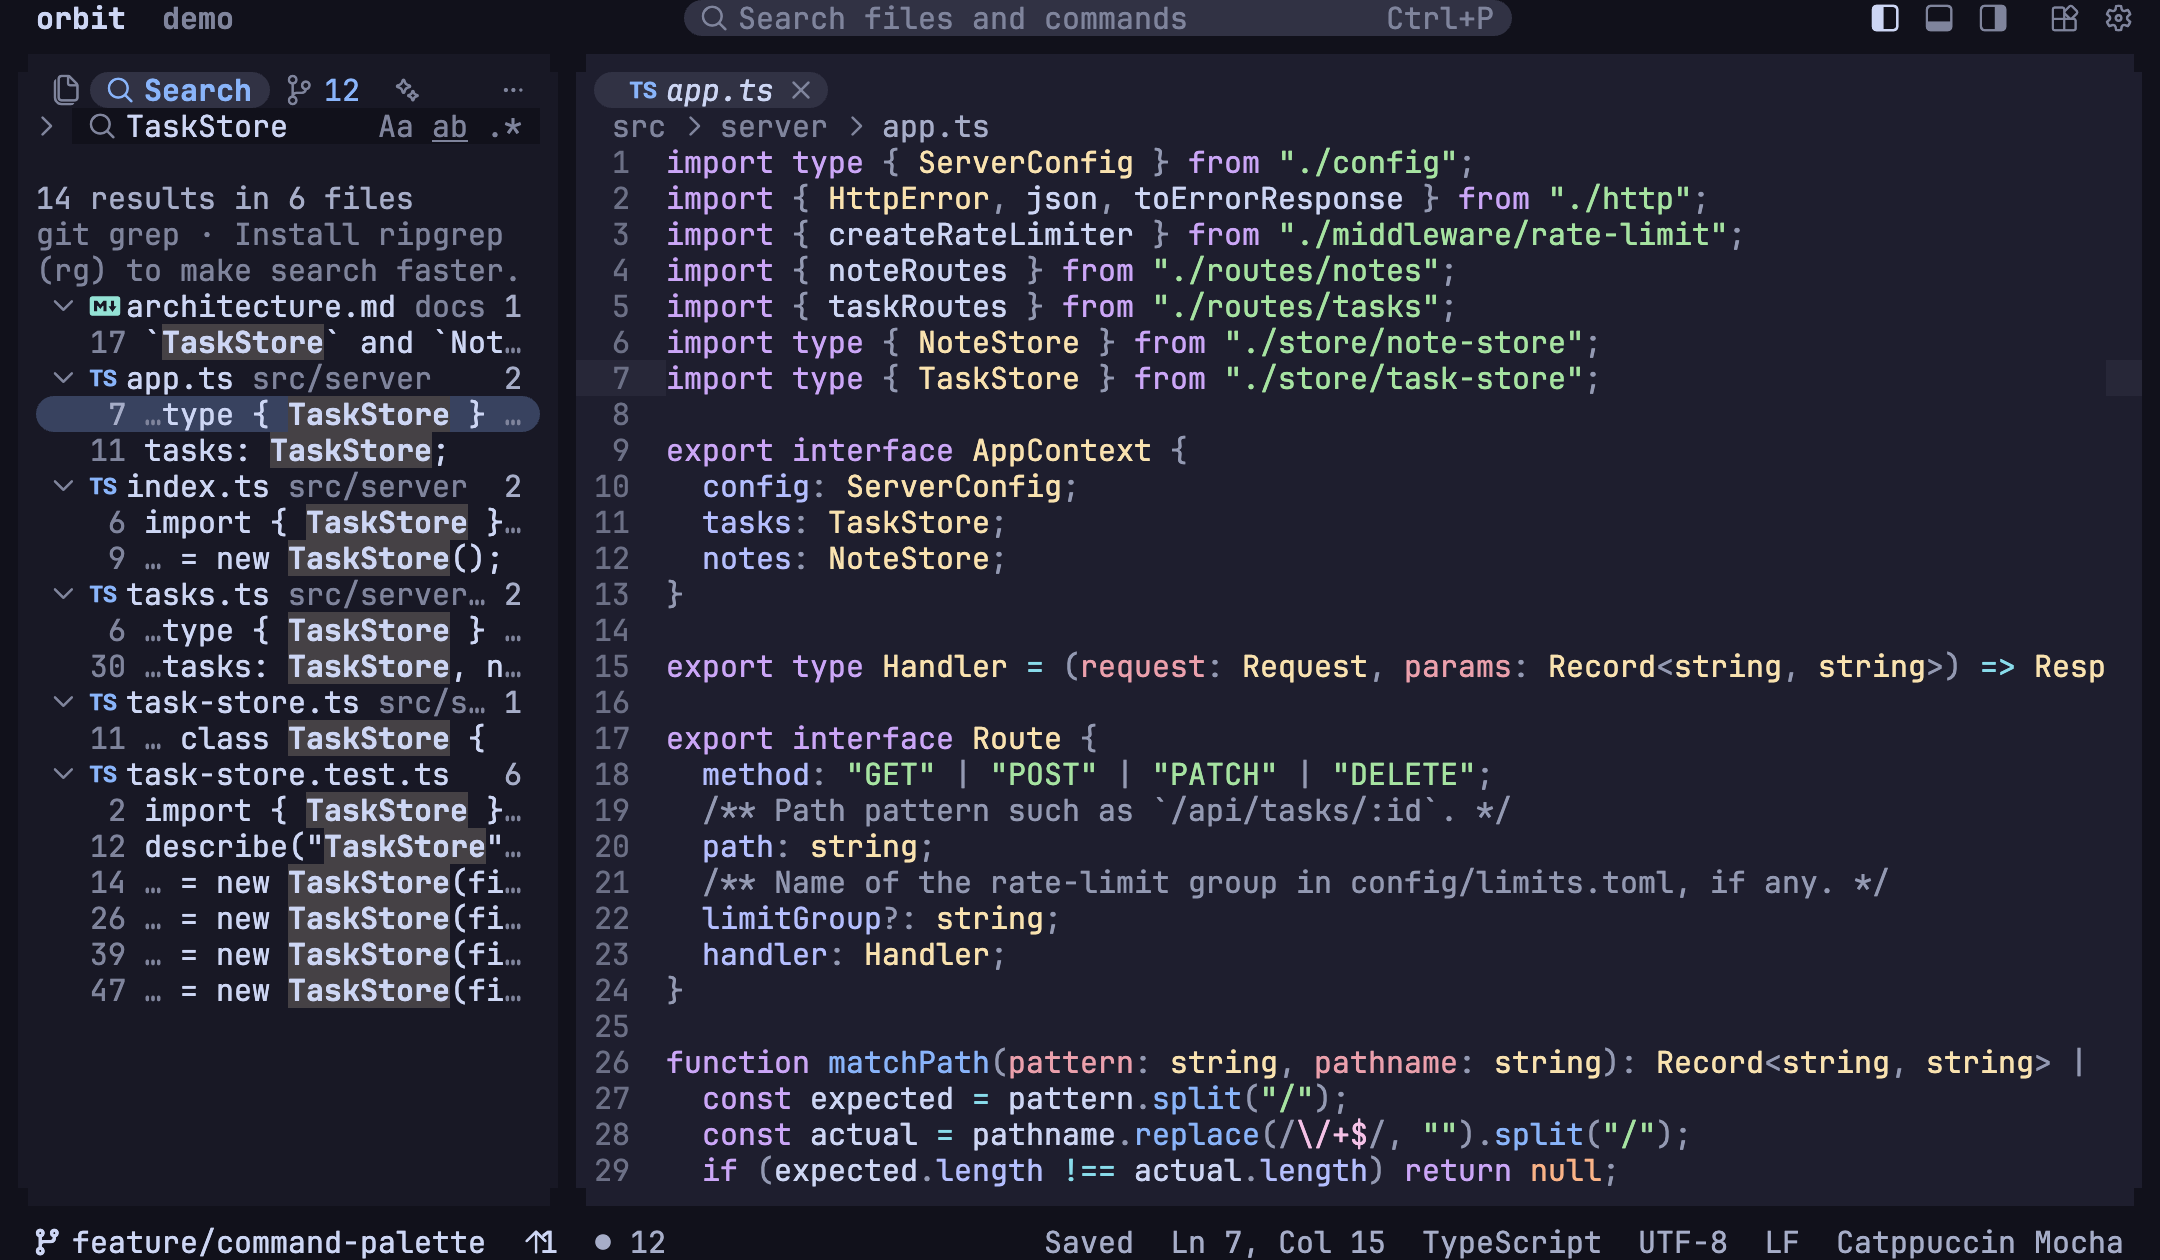 orbit demo Search files and commands Ctrl+P
Search 12 …
TaskStore Aa ab .*
14 results in 6 files
git grep · Install ripgrep
(rg) to make search faster.
architecture.md docs 1
17 `TaskStore` and `Not…
TS app.ts src/server 2
7 …type { TaskStore } …
11 tasks: TaskStore;
TS index.ts src/server 2
6 import { TaskStore }…
9 … = new TaskStore();
TS tasks.ts src/server… 2
6 …type { TaskStore } …
30 …tasks: TaskStore, n…
TS task-store.ts src/s… 1
11 … class TaskStore {
TS task-store.test.ts 6
2 import { TaskStore }…
12 describe("TaskStore"…
14 … = new TaskStore(fi…
26 … = new TaskStore(fi…
39 … = new TaskStore(fi…
47 … = new TaskStore(fi…
TS app.ts ×
src > server > app.ts
1 import type { ServerConfig } from "./config";
2 import { HttpError, json, toErrorResponse } from "./http";
3 import { createRateLimiter } from "./middleware/rate-limit";
4 import { noteRoutes } from "./routes/notes";
5 import { taskRoutes } from "./routes/tasks";
6 import type { NoteStore } from "./store/note-store";
7 import type { TaskStore } from "./store/task-store";
8
9 export interface AppContext {
10   config: ServerConfig;
11   tasks: TaskStore;
12   notes: NoteStore;
13 }
14
15 export type Handler = (request: Request, params: Record<string, string>) => Resp
16
17 export interface Route {
18   method: "GET" | "POST" | "PATCH" | "DELETE";
19   /** Path pattern such as `/api/tasks/:id`. */
20   path: string;
21   /** Name of the rate-limit group in config/limits.toml, if any. */
22   limitGroup?: string;
23   handler: Handler;
24 }
25
26 function matchPath(pattern: string, pathname: string): Record<string, string> |
27   const expected = pattern.split("/");
28   const actual = pathname.replace(/\/+$/, "").split("/");
29   if (expected.length !== actual.length) return null;
feature/command-palette ↑1 ● 12 Saved Ln 7, Col 15 TypeScript UTF-8 LF Catppuccin Mocha